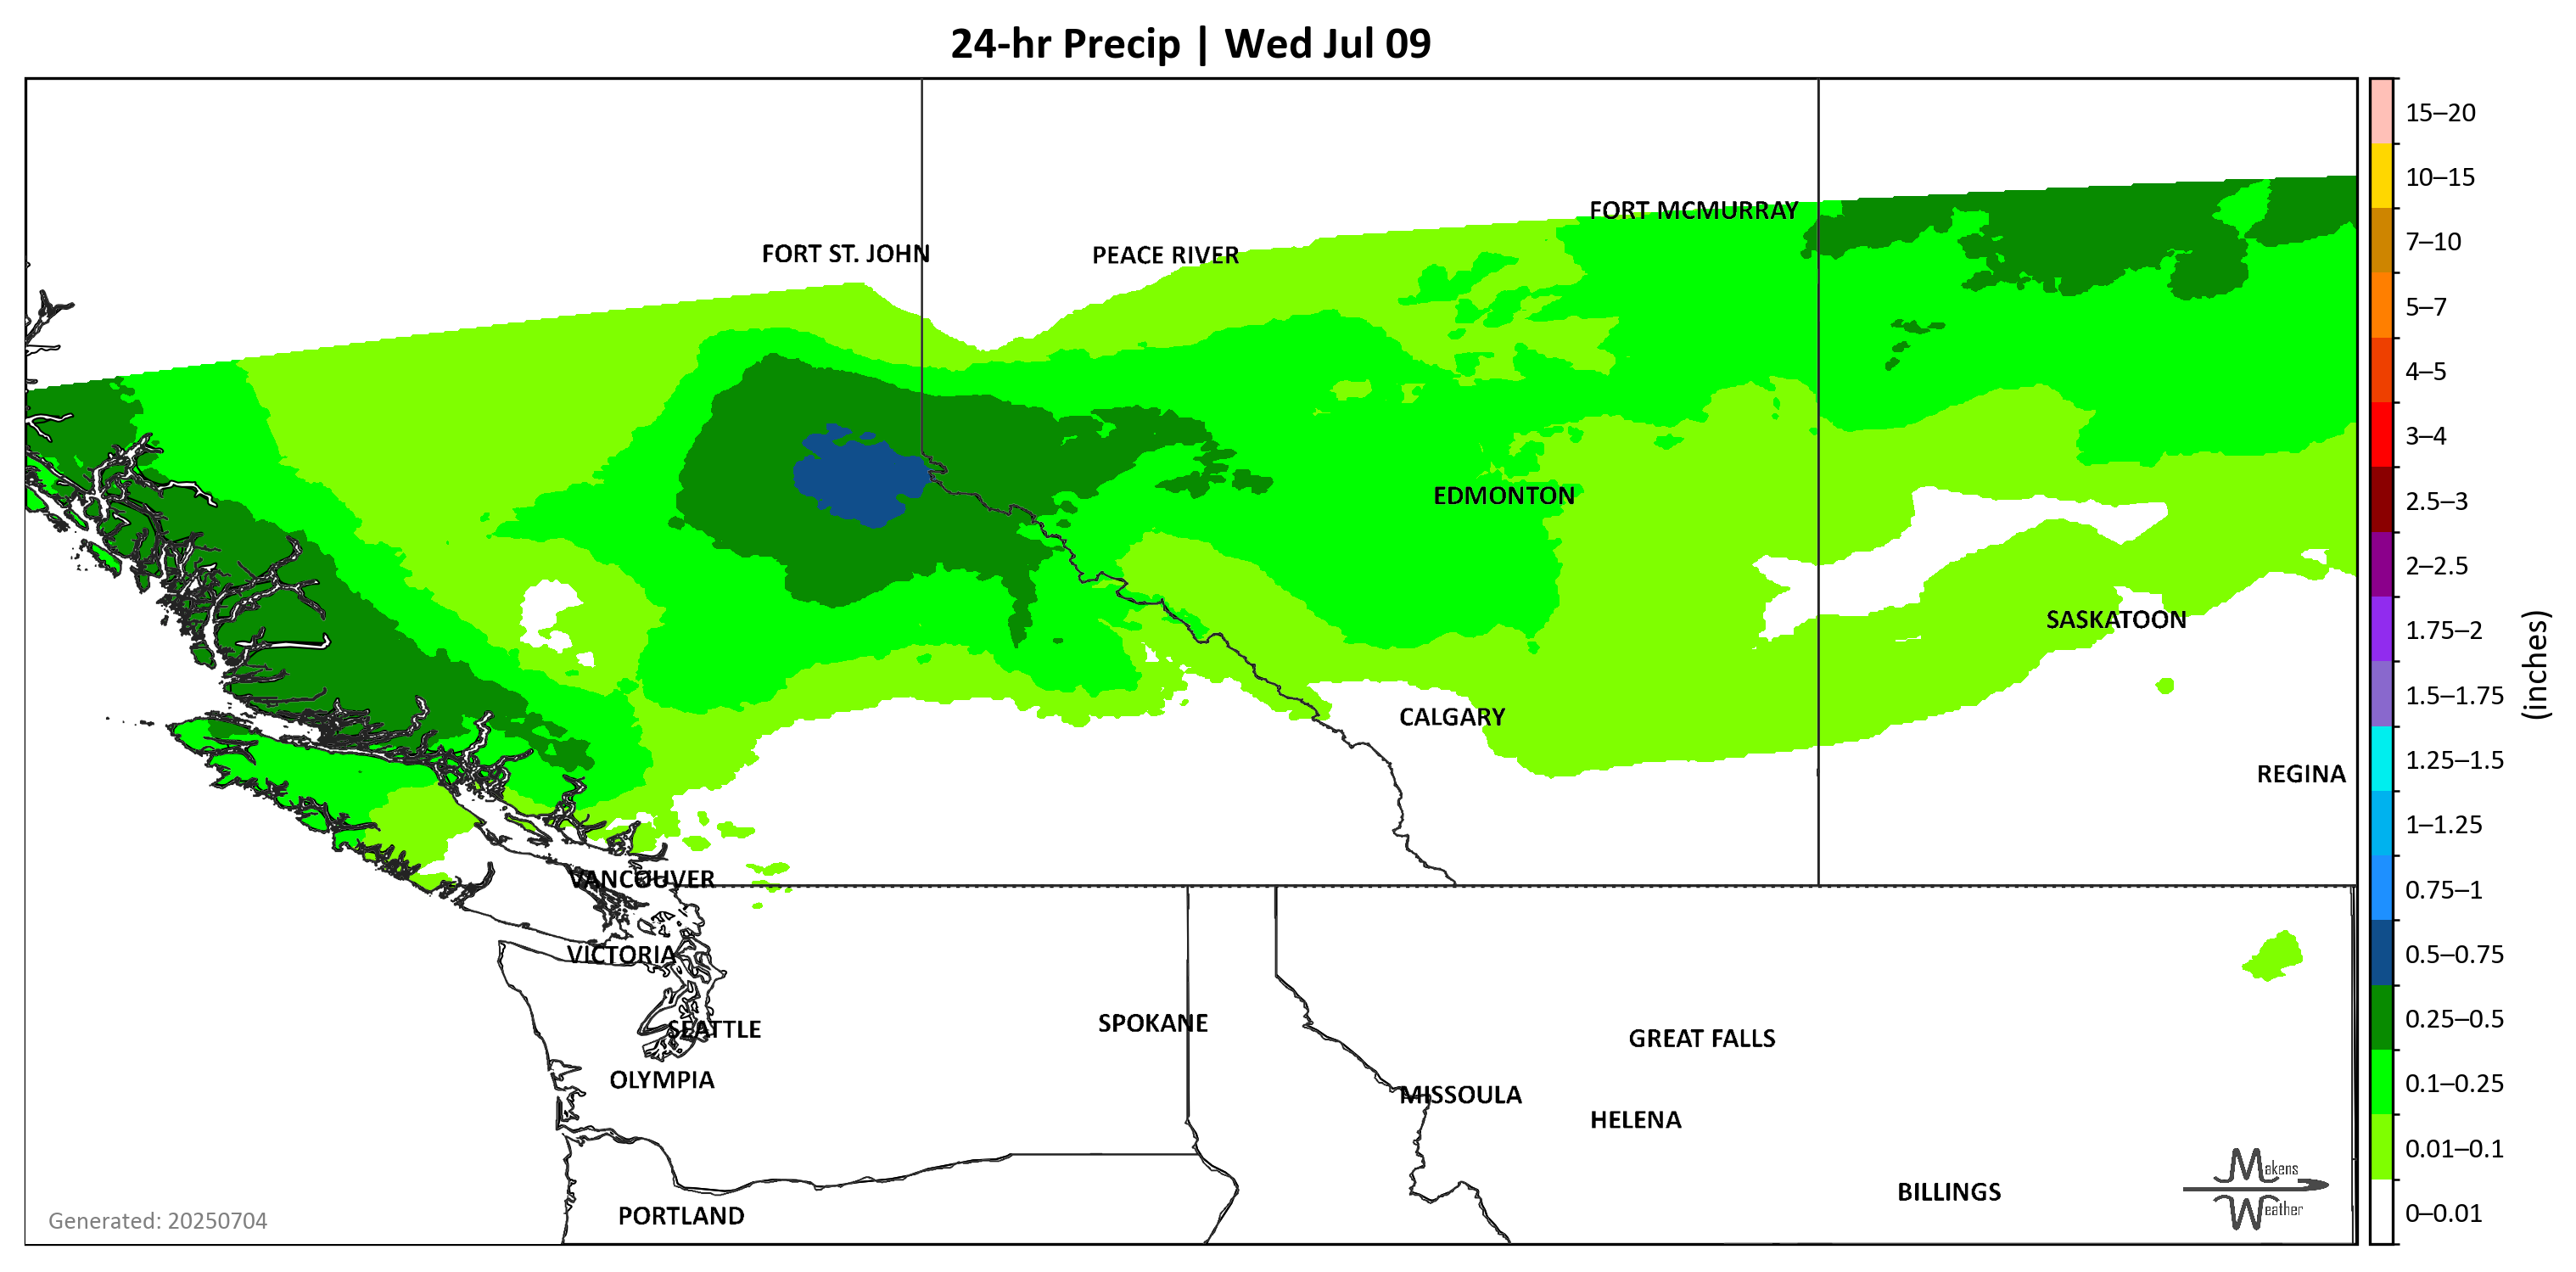 24-hr Precip | Wed Jul 09
15–20
10–15
7–10
5–7
4–5
3–4
2.5–3
2–2.5
1.75–2
1.5–1.75
1.25–1.5
1–1.25
0.75–1
0.5–0.75
0.25–0.5
0.1–0.25
0.01–0.1
0–0.01
(inches)
FORT MCMURRAY
FORT ST. JOHN
PEACE RIVER
EDMONTON
SASKATOON
CALGARY
REGINA
VANCOUVER
VICTORIA
SEATTLE
SPOKANE
GREAT FALLS
OLYMPIA
MISSOULA
HELENA
BILLINGS
PORTLAND
Makens
Weather
Generated: 20250704